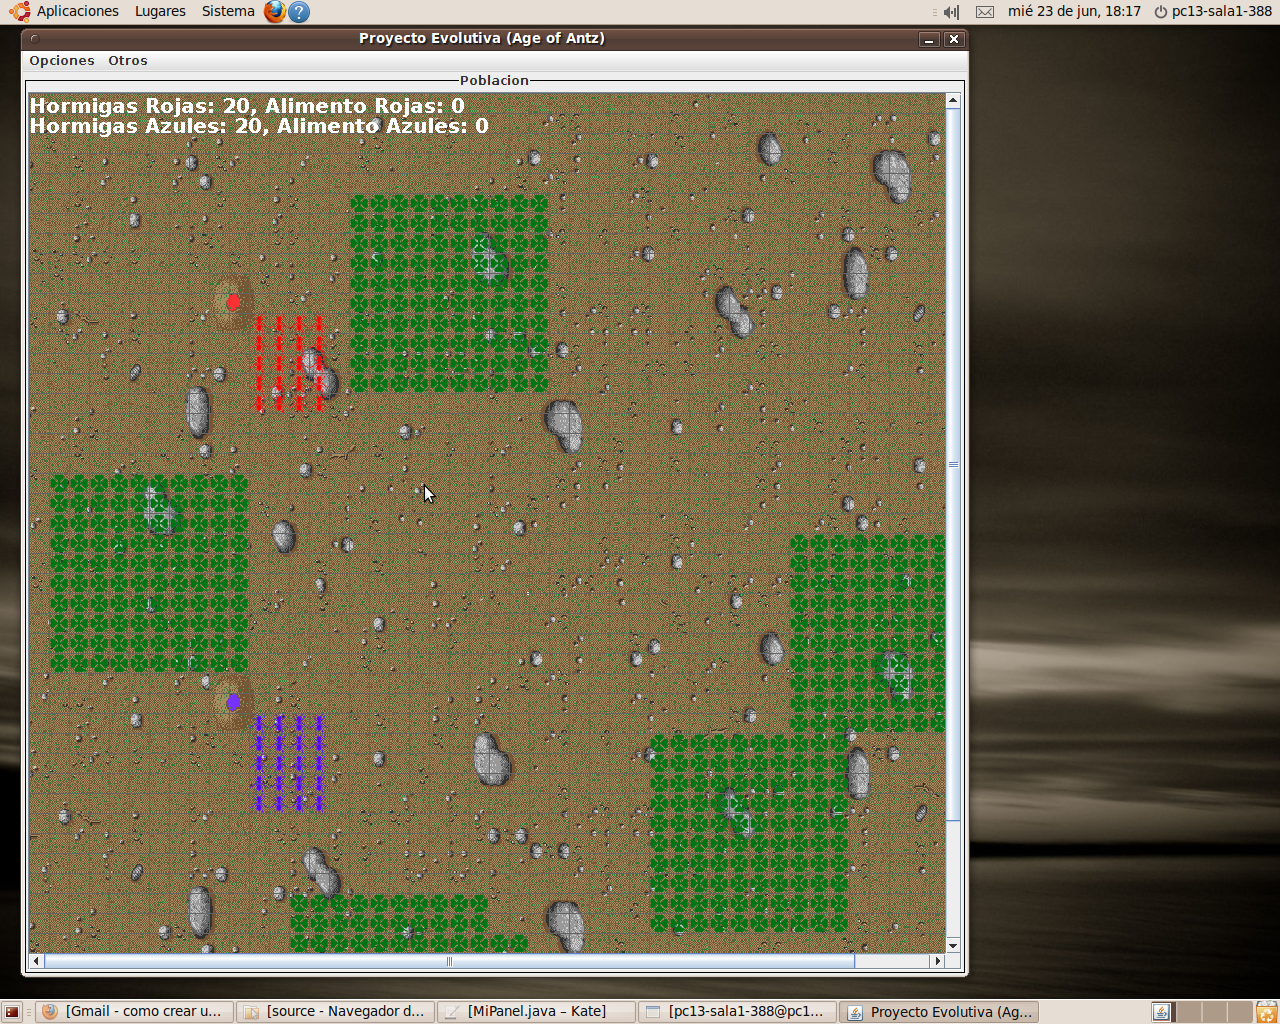 Aplicaciones Lugares Sistema mié 23 de jun, 18:17 pc13-sala1-388
Proyecto Evolutiva (Age of Antz)
Opciones Otros
Poblacion
Hormigas Rojas: 20, Alimento Rojas: 0
Hormigas Azules: 20, Alimento Azules: 0
[Gmail - como crear u... [source - Navegador d... [MiPanel.java – Kate] [pc13-sala1-388@pc1... Proyecto Evolutiva (Ag...